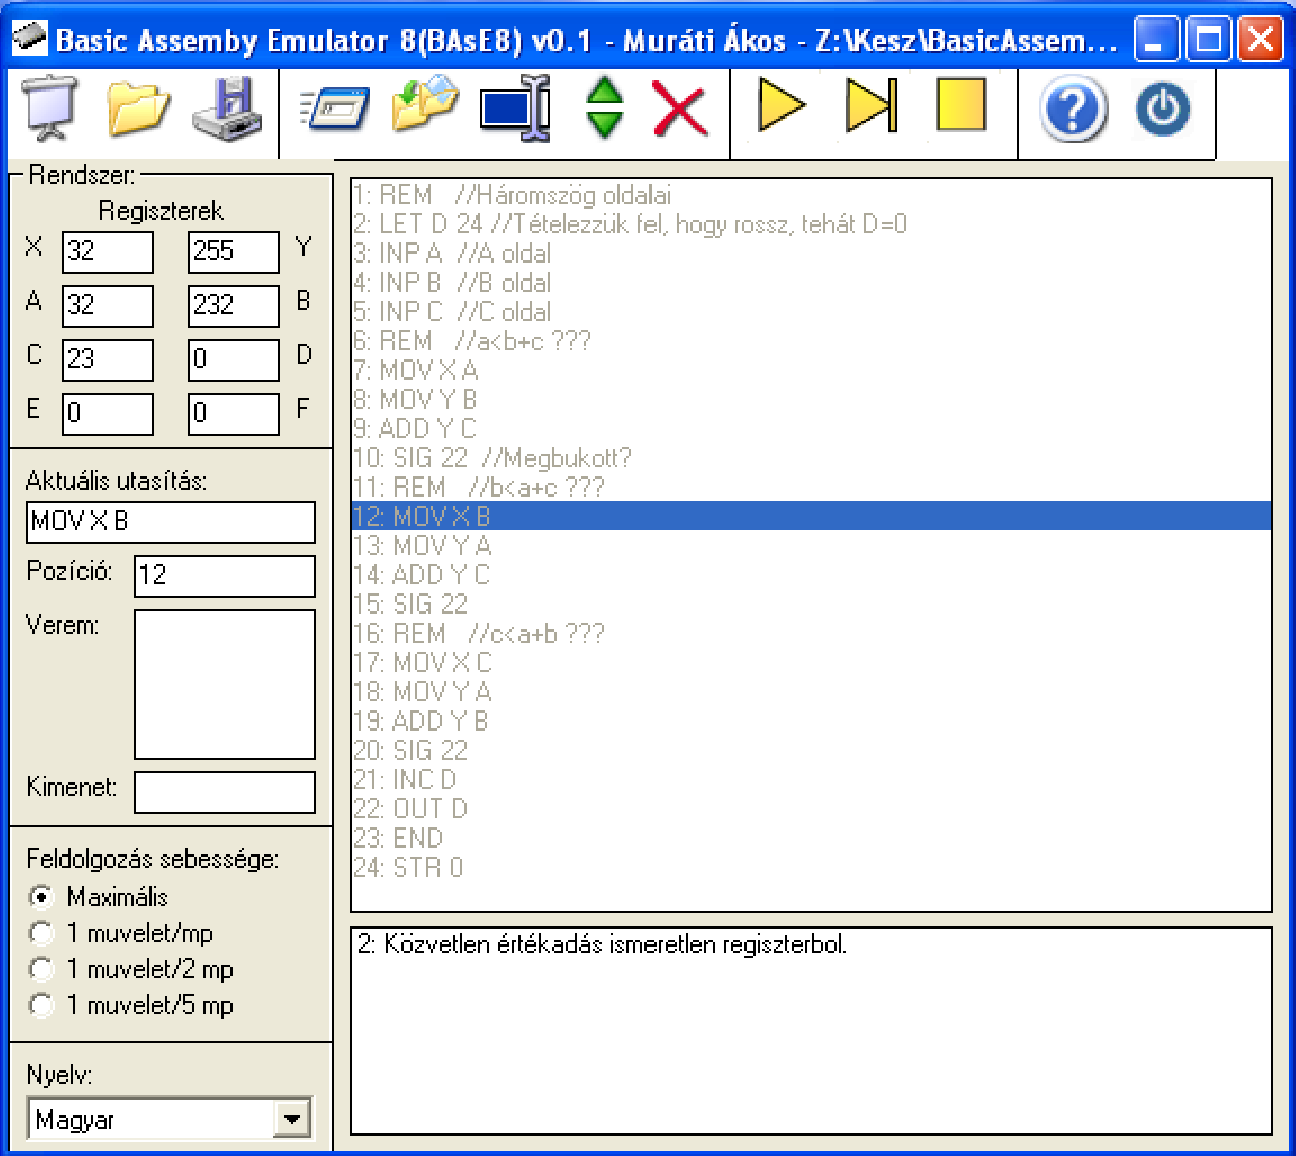 Basic Assemby Emulator 8(BAsE8) v0.1 - Muráti Ákos - Z:\Kesz\BasicAssem...
Rendszer:
Regiszterek
X 32 255 Y
A 32 232 B
C 23 0 D
E 0 0 F
Aktuális utasítás:
MOV X B
Pozíció: 12
Verem:
Kimenet:
Feldolgozás sebessége:
Maximális
1 muvelet/mp
1 muvelet/2 mp
1 muvelet/5 mp
Nyelv:
Magyar
1: REM //Háromszög oldalai
2: LET D 24 //Tételezzük fel, hogy rossz, tehát D=0
3: INP A //A oldal
4: INP B //B oldal
5: INP C //C oldal
6: REM //a<b+c ???
7: MOV X A
8: MOV Y B
9: ADD Y C
10: SIG 22 //Megbukott?
11: REM //b<a+c ???
12: MOV X B
13: MOV Y A
14: ADD Y C
15: SIG 22
16: REM //c<a+b ???
17: MOV X C
18: MOV Y A
19: ADD Y B
20: SIG 22
21: INC D
22: OUT D
23: END
24: STR 0
2: Közvetlen értékadás ismeretlen regiszterbol.